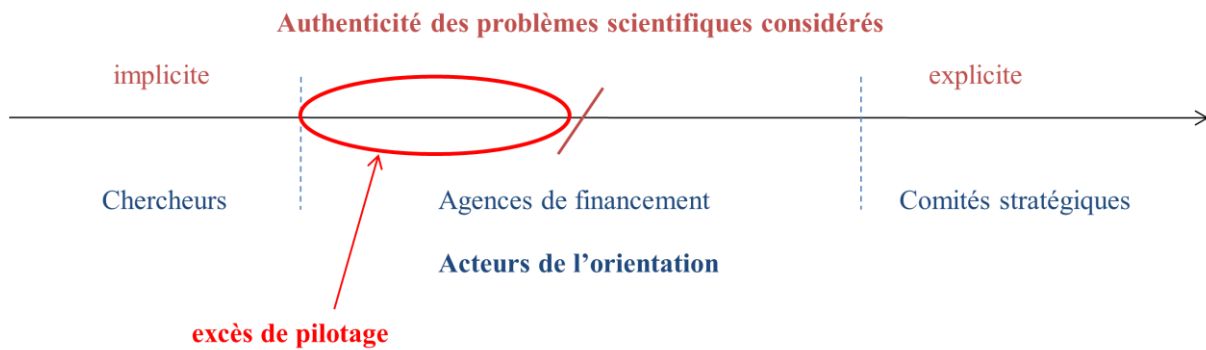 Authenticité des problèmes scientifiques considérés
implicite
explicite
Chercheurs
Agences de financement
Comités stratégiques
Acteurs de l’orientation
excès de pilotage